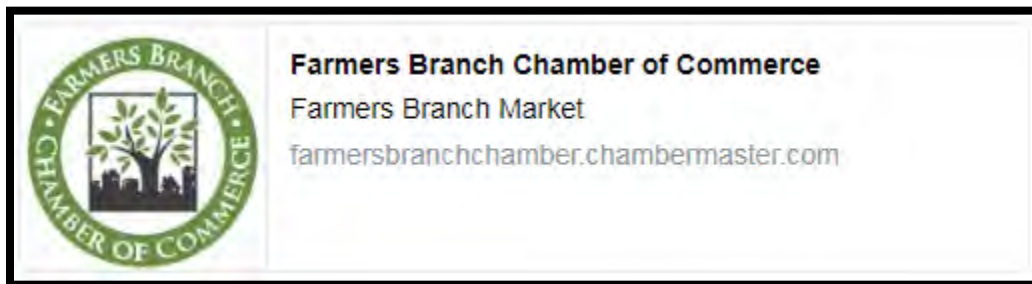 FARMERS BRANCH
CHAMBER OF COMMERCE
Farmers Branch Chamber of Commerce
Farmers Branch Market
farmersbranchchamber.chambermaster.com